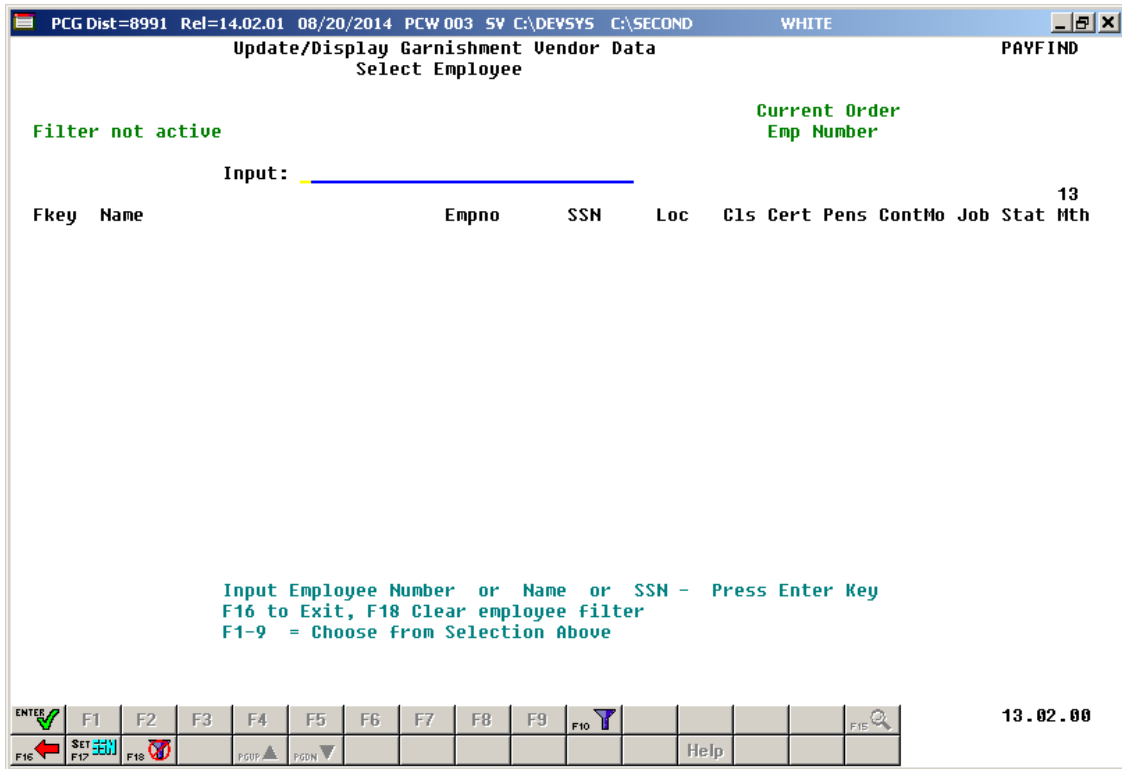 PCG Dist=8991 Rel=14.02.01 08/20/2014 PCW 003 SV C:\DEVSYS C:\SECOND WHITE
Update/Display Garnishment Vendor Data PAYFIND
Select Employee
Current Order
Filter not active Emp Number
Input:
13
Fkey Name Empno SSN Loc Cls Cert Pens ContMo Job Stat Mth
Input Employee Number or Name or SSN - Press Enter Key
F16 to Exit, F18 Clear employee filter
F1-9 = Choose from Selection Above
ENTER F1 F2 F3 F4 F5 F6 F7 F8 F9 F10 F15 13.02.00
F16 SET F17 F18 PGUP PGDN Help